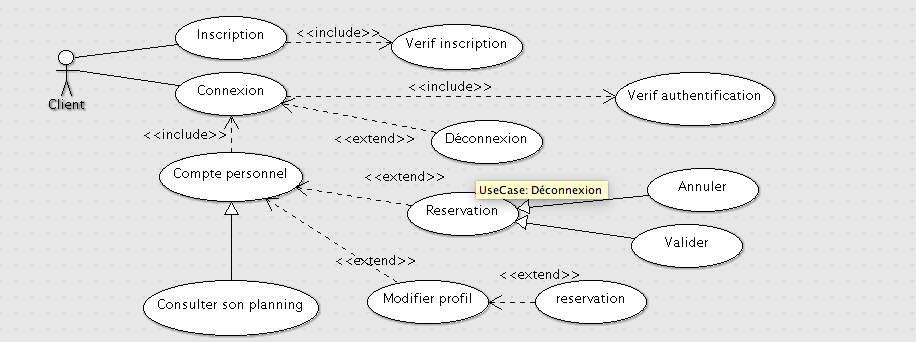 Inscription
<<include>>
Verif inscription
Client
Connexion
<<include>>
Verif authentification
<<include>>
<<extend>>
Déconnexion
Compte personnel
<<extend>>
UseCase: Déconnexion
Annuler
Reservation
Valider
<<extend>>
<<extend>>
Consulter son planning
Modifier profil
reservation